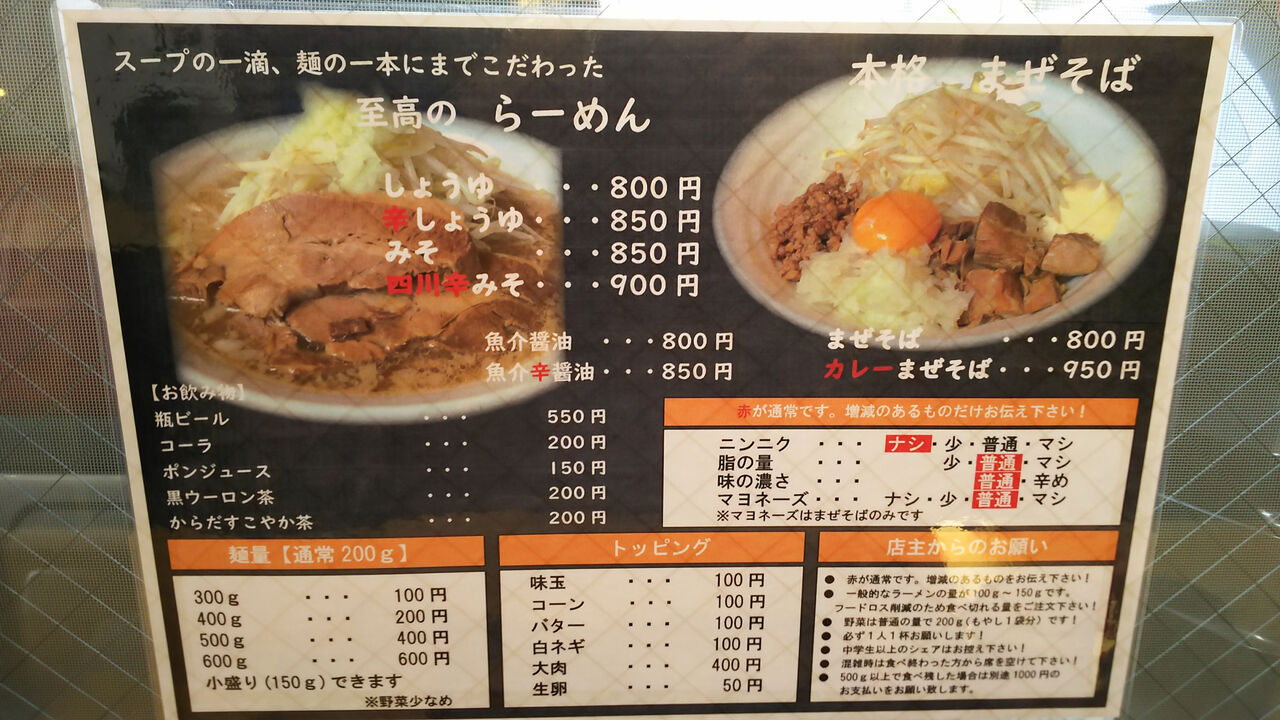 スープの一滴、麺の一本にまでこだわった
至高の　らーめん
しょうゆ　・・800円
辛しょうゆ・・・850円
みそ　・・・850円
四川辛みそ・・・900円
魚介醤油　・・・800円
魚介辛醤油・・・850円
本格　まぜそば
まぜそば　・・・800円
カレーまぜそば・・・950円
【お飲み物】
瓶ビール　・・・　550円
コーラ　・・・　200円
ポンジュース　・・・　150円
黒ウーロン茶　・・・　200円
からだすこやか茶　・・・　200円
赤が通常です。増減のあるものだけお伝え下さい！
ニンニク　・・・　ナシ・少・普通・マシ
脂の量　・・・　少・普通・マシ
味の濃さ　・・・　普通・辛め
マヨネーズ・・・　ナシ・少・普通・マシ
※マヨネーズはまぜそばのみです
麺量【通常200ｇ】
300ｇ　・・・　100円
400ｇ　・・・　200円
500ｇ　・・・　400円
600ｇ　・・・　600円
小盛り(150ｇ)できます
※野菜少なめ
トッピング
味玉　・・・　100円
コーン　・・・　100円
バター　・・・　100円
白ネギ　・・・　100円
大肉　・・・　400円
生卵　・・・　50円
店主からのお願い
●　赤が通常です。増減のあるものをお伝え下さい！
●　一般的なラーメンの量が100ｇ～150ｇです。
フードロス削減のため食べ切れる量をご注文下さい！
●　野菜は普通の量で200ｇ(もやし１袋分）です！
●　必ず１人１杯お願いします！
●　中学生以上のシェアはお控え下さい！
●　混雑時は食べ終わった方から席を空けて下さい！
●　500ｇ以上で食べ残した場合は別途1000円の
お支払いをお願い致します。